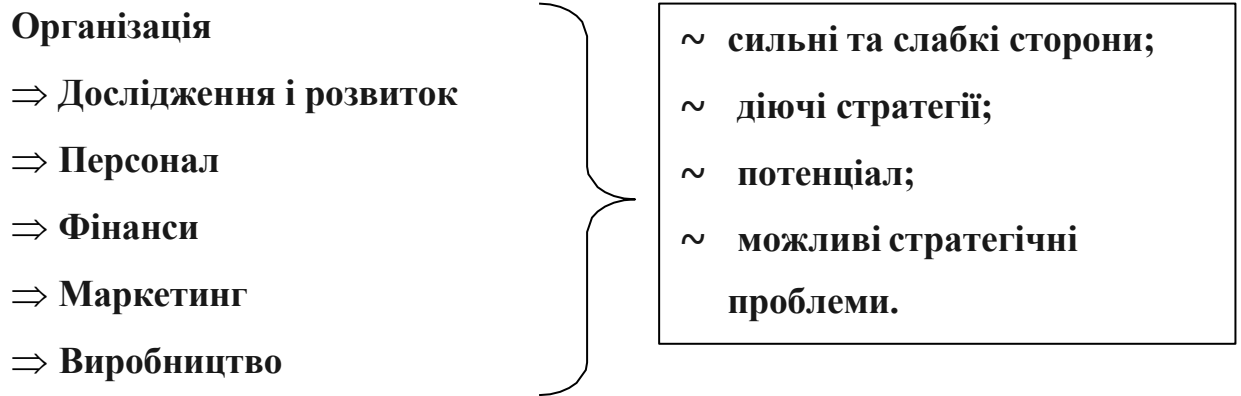 Організація
⇒ Дослідження і розвиток
⇒ Персонал
⇒ Фінанси
⇒ Маркетинг
⇒ Виробництво
~ сильні та слабкі сторони;
~ діючі стратегії;
~ потенціал;
~ можливі стратегічні
проблеми.